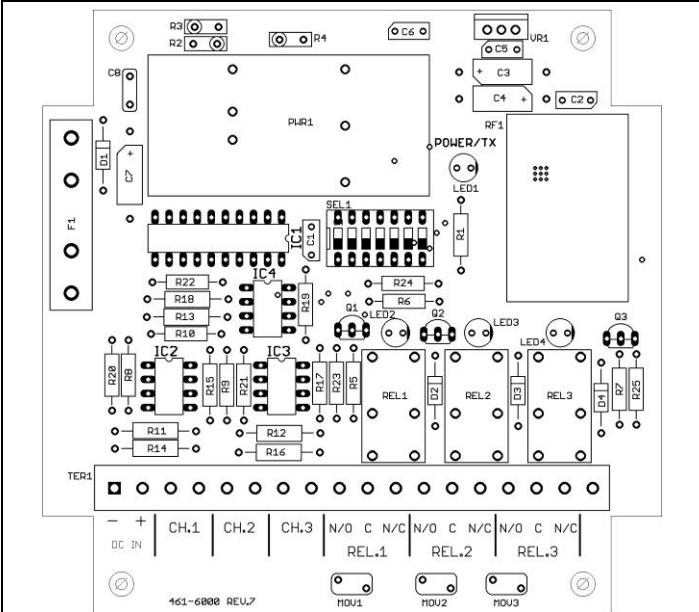 R3
R2
R4
C6
VR1
C5
C8
C3
+
C4
+
C2
PWR1
RF1
POWER/TX
D1
+
C7
LED1
F1
SEL1
IC1
C1
R1
IC4
R22
R24
R18
R19
R6
R13
Q1
LED2
Q2
LED3
Q3
R10
LED4
IC2
IC3
R20
R8
R15
R9
R21
R17
R23
R5
REL1
D2
REL2
D3
REL3
D4
R7
R25
R11
R12
R14
R16
TER1
- + CH.1 CH.2 CH.3 N/O C N/C N/O C N/C N/O C N/C
DC IN REL.1 REL.2 REL.3
461-6000 REV.7 MOV1 MOV2 MOV3